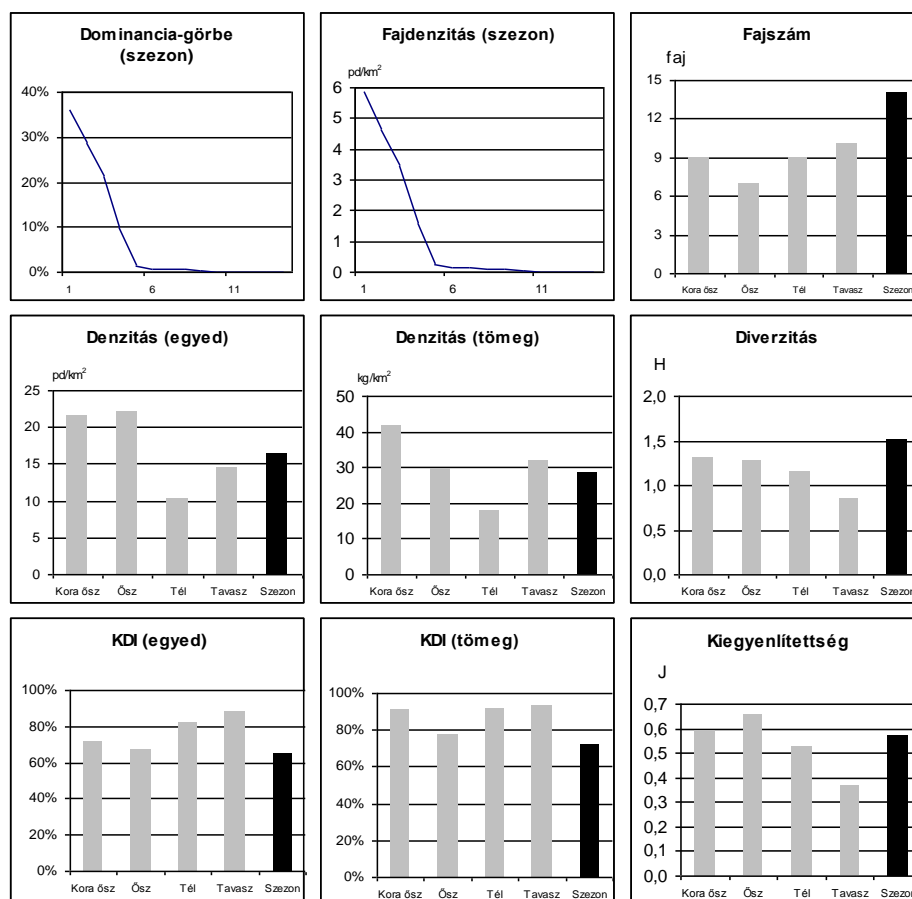 Dominancia-görbe
(szezon)
40%
30%
20%
10%
0%
1
6
11
Fajdenzitás (szezon)
pd/km²
6
5
4
3
2
1
0
1
6
11
Fajszám
faj
15
12
9
6
3
0
Kora ősz Ősz Tél Tavasz Szezon
Denzitás (egyed)
pd/km²
25
20
15
10
5
0
Kora ősz Ősz Tél Tavasz Szezon
Denzitás (tömeg)
kg/km²
50
40
30
20
10
0
Kora ősz Ősz Tél Tavasz Szezon
Diverzitás
H
2,0
1,5
1,0
0,5
0,0
Kora ősz Ősz Tél Tavasz Szezon
KDI (egyed)
100%
80%
60%
40%
20%
0%
Kora ősz Ősz Tél Tavasz Szezon
KDI (tömeg)
100%
80%
60%
40%
20%
0%
Kora ősz Ősz Tél Tavasz Szezon
Kiegyenlítettség
J
0,7
0,6
0,5
0,4
0,3
0,2
0,1
0,0
Kora ősz Ősz Tél Tavasz Szezon